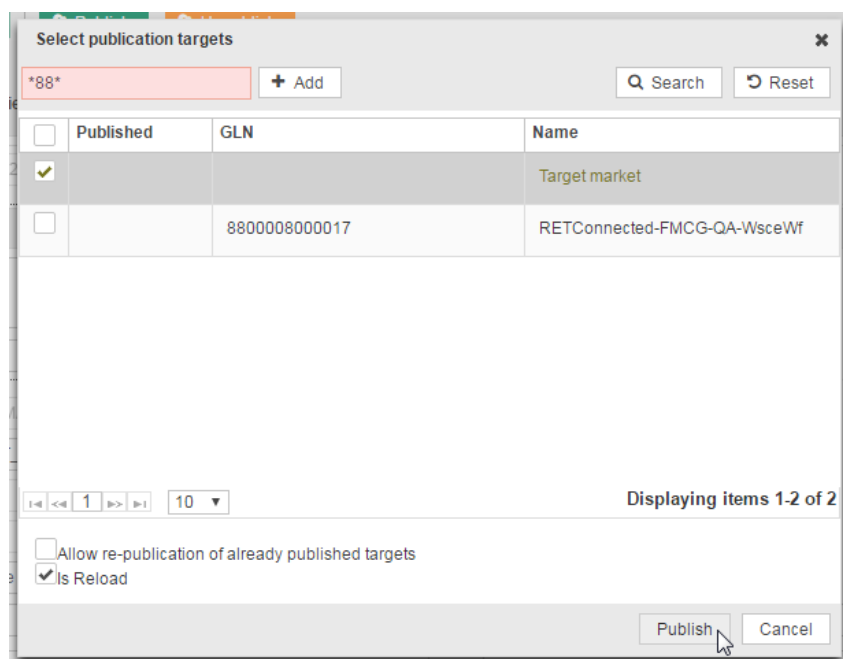 Select publication targets
*88*
Add
Search
Reset
Published GLN Name
Target market
8800008000017 RETConnected-FMCG-QA-WsceWf
1 10 Displaying items 1-2 of 2
Allow re-publication of already published targets
Is Reload
Publish Cancel